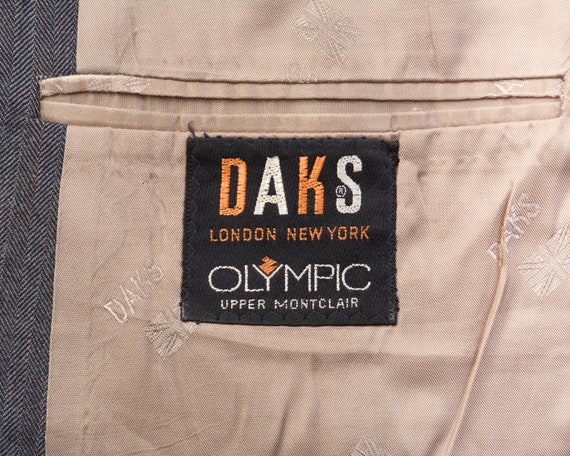 DAKS®
LONDON NEW YORK
OLYMPIC
UPPER MONTCLAIR
DAKS
DAKS